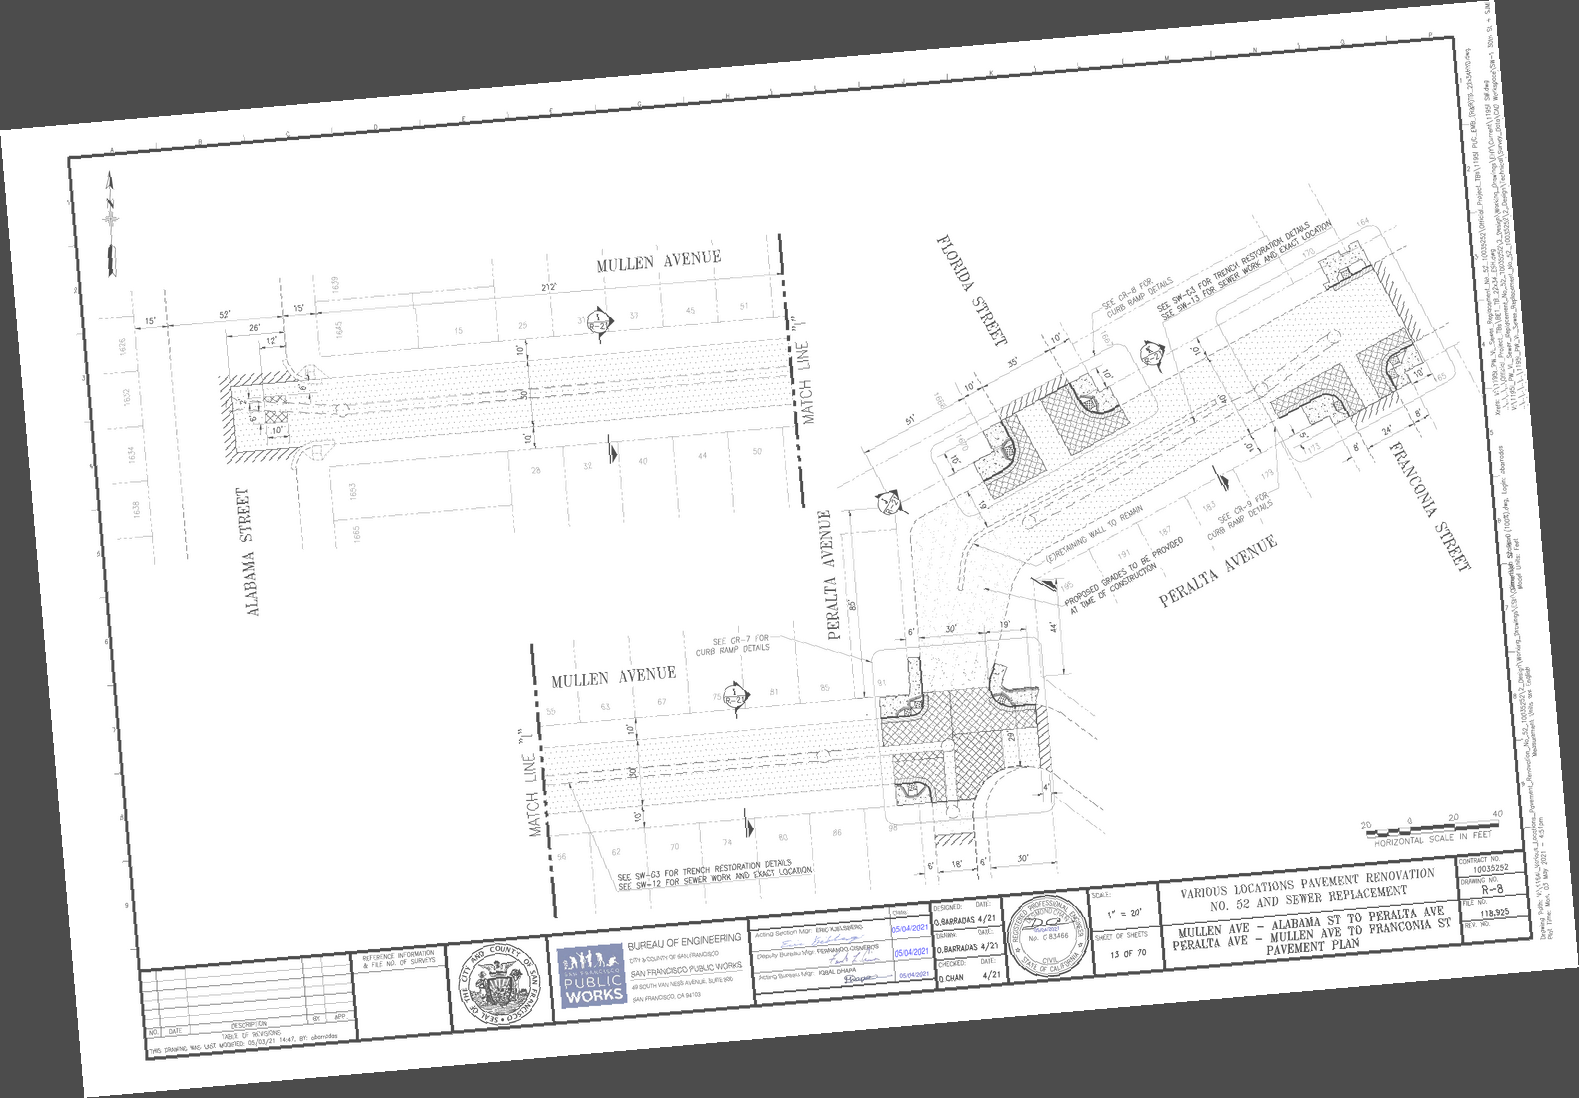 MULLEN AVENUE
212'
15'
52'
15'
26'
12'
1639
1645
15
25
31
37
45
51
R-21
MATCH LINE "L"
10'
30'
10'
1626
1632
1634
1638
2'
6'
10'
28
32
40
44
50
1653
1665
ALABAMA STREET
N
FLORIDA STREET
SEE CR-8 FOR
CURB RAMP DETAILS
SEE SW-G3 FOR TRENCH RESTORATION DETAILS
SEE SW-13 FOR SEWER WORK AND EXACT LOCATION
164
170
10'
35'
10'
51'
10'
10'
19'
10'
40'
10'
5'
8'
24'
8'
10'
165
173
179
183
187
191
195
SEE CR-9 FOR
CURB RAMP DETAILS
(E)RETAINING WALL TO REMAIN
PROPOSED GRADES TO BE PROVIDED
AT TIME OF CONSTRUCTION
PERALTA AVENUE
FRANCONIA STREET
PERALTA AVENUE
85'
6'
30'
19'
44'
SEE CR-7 FOR
CURB RAMP DETAILS
MULLEN AVENUE
55
63
67
75
81
85
91
1
R-21
MATCH LINE "L"
10'
30'
10'
29'
4'
56
62
70
74
80
86
98
SEE SW-G3 FOR TRENCH RESTORATION DETAILS
SEE SW-12 FOR SEWER WORK AND EXACT LOCATION
6'
18'
6'
30'
20
0
20
40
HORIZONTAL SCALE IN FEET
NO.
DATE
DESCRIPTION
BY
APP.
TABLE OF REVISIONS
THIS DRAWING WAS LAST MODIFIED: 05/03/21 14:47, BY: abarradas
REFERENCE INFORMATION
& FILE NO. OF SURVEYS
SEAL OF THE CITY AND COUNTY OF SAN FRANCISCO
SAN FRANCISCO
PUBLIC
WORKS
BUREAU OF ENGINEERING
CITY & COUNTY OF SAN FRANCISCO
SAN FRANCISCO PUBLIC WORKS
49 SOUTH VAN NESS AVENUE, SUITE 900
SAN FRANCISCO, CA 94103
Date:
Acting Section Mgr: ERIC KJELSBERG
05/04/2021
Deputy Bureau Mgr: FERNANDO CISNEROS
05/04/2021
Acting Bureau Mgr: IQBAL DHAPA
05/04/2021
DESIGNED: DATE:
O.BARRADAS 4/21
DRAWN: DATE:
O.BARRADAS 4/21
CHECKED: DATE:
D.CHAN 4/21
REGISTERED PROFESSIONAL ENGINEER
05/04/2021
No. C 83466
CIVIL
STATE OF CALIFORNIA
SCALE:
1" = 20'
SHEET OF SHEETS
13 OF 70
VARIOUS LOCATIONS PAVEMENT RENOVATION
NO. 52 AND SEWER REPLACEMENT
MULLEN AVE - ALABAMA ST TO PERALTA AVE
PERALTA AVE - MULLEN AVE TO FRANCONIA ST
PAVEMENT PLAN
CONTRACT NO.
10035252
DRAWING NO.
R-8
FILE NO.
118,925
REV. NO.